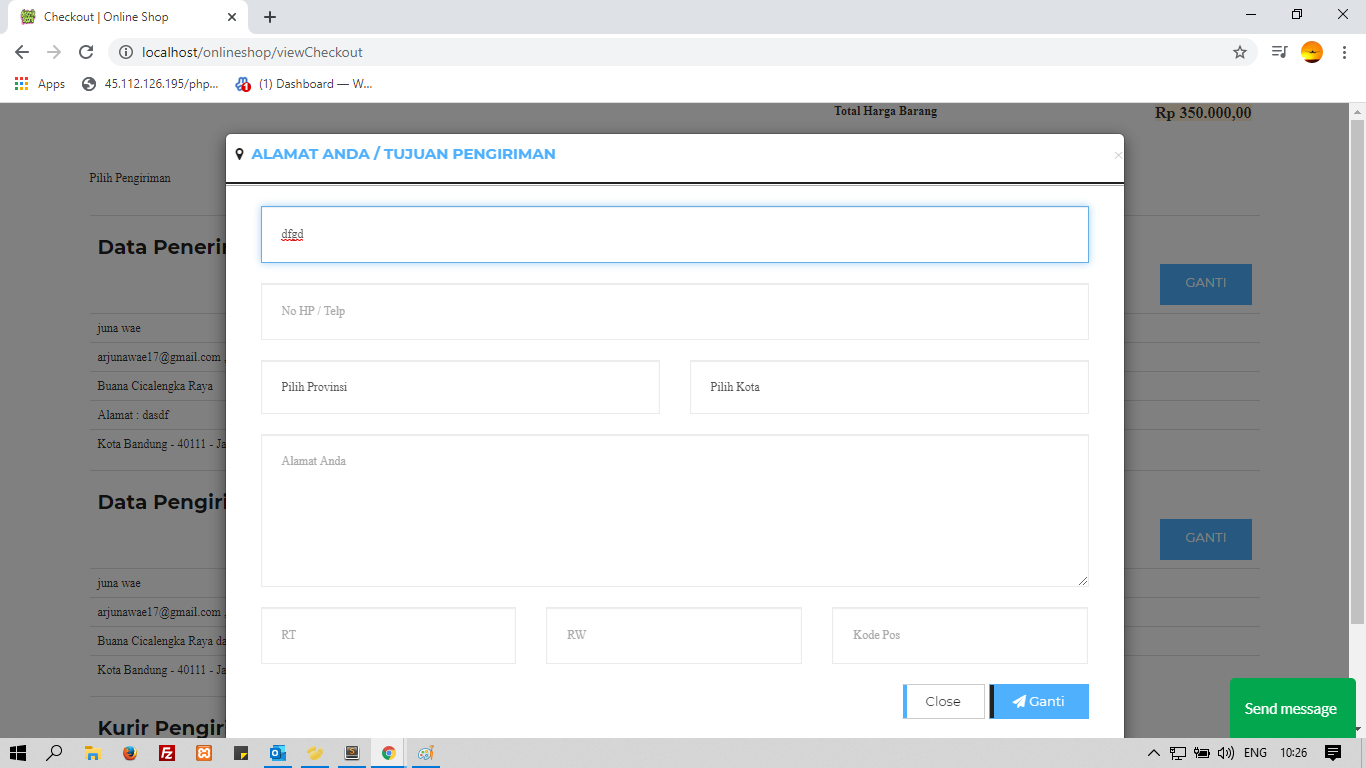 Checkout | Online Shop
localhost/onlineshop/viewCheckout
Apps
45.112.126.195/php...
(1) Dashboard — W...
Total Harga Barang
Rp 350.000,00
ALAMAT ANDA / TUJUAN PENGIRIMAN
Pilih Pengiriman
dfgd
Data Penerin
GANTI
No HP / Telp
juna wae
arjunawae17@gmail.com ,
Buana Cicalengka Raya
Pilih Provinsi
Pilih Kota
Alamat : dasdf
Kota Bandung - 40111 - Ja
Alamat Anda
Data Pengiri
GANTI
juna wae
arjunawae17@gmail.com ,
Buana Cicalengka Raya da
RT
RW
Kode Pos
Kota Bandung - 40111 - Ja
Close
Ganti
Send message
Kurir Pengiri
ENG
10:26